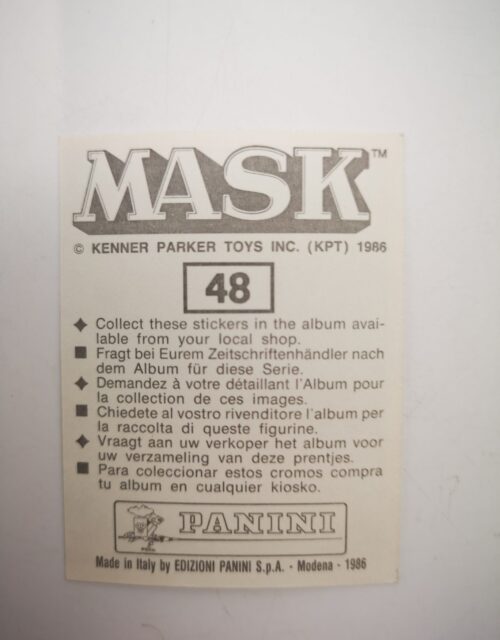 MASK™
© KENNER PARKER TOYS INC. (KPT) 1986
48
◆ Collect these stickers in the album avai-
lable from your local shop.
■ Fragt bei Eurem Zeitschriftenhändler nach
dem Album für diese Serie.
◆ Demandez à votre détaillant l'Album pour
la collection de ces images.
■ Chiedete al vostro rivenditore l'album per
la raccolta di queste figurine.
◆ Vraagt aan uw verkoper het album voor
uw verzameling van deze prentjes.
■ Para coleccionar estos cromos compra
tu album en cualquier kiosko.
PANINI
Made in Italy by EDIZIONI PANINI S.p.A. - Modena - 1986